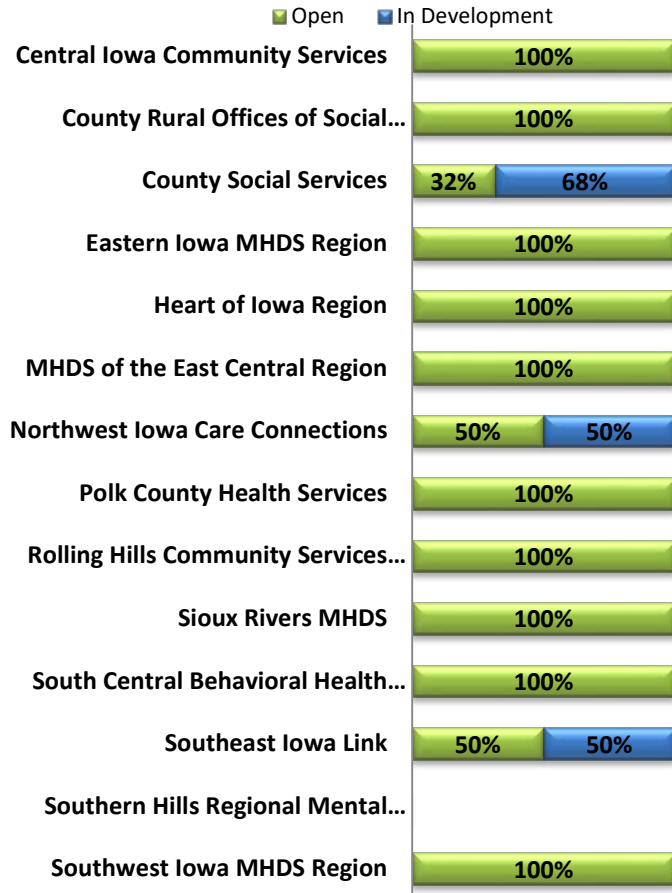 Open In Development
Central Iowa Community Services 100%
County Rural Offices of Social... 100%
County Social Services 32% 68%
Eastern Iowa MHDS Region 100%
Heart of Iowa Region 100%
MHDS of the East Central Region 100%
Northwest Iowa Care Connections 50% 50%
Polk County Health Services 100%
Rolling Hills Community Services... 100%
Sioux Rivers MHDS 100%
South Central Behavioral Health... 100%
Southeast Iowa Link 50% 50%
Southern Hills Regional Mental...
Southwest Iowa MHDS Region 100%